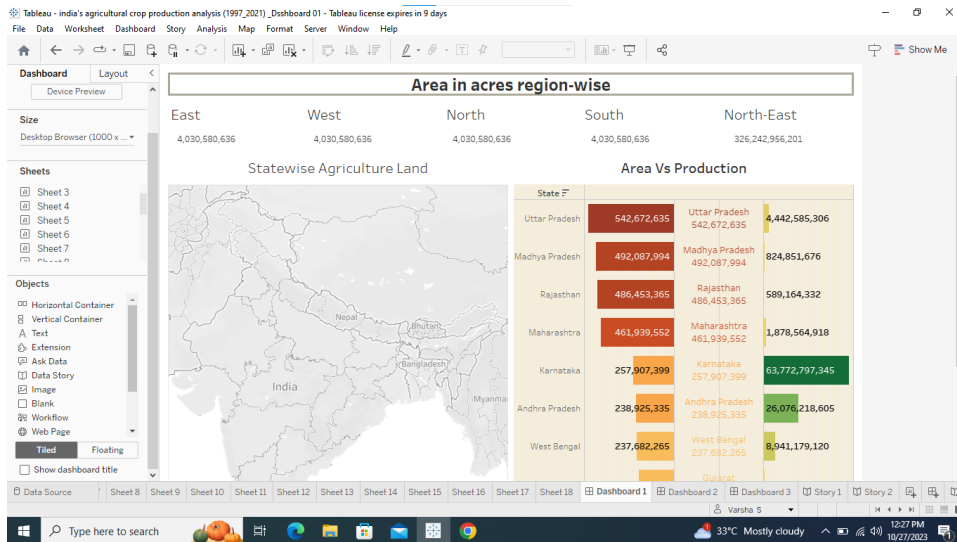 Tableau - india's agricultural crop production analysis (1997_2021) _Dsshboard 01 - Tableau license expires in 9 days
File Data Worksheet Dashboard Story Analysis Map Format Server Window Help
Show Me
Dashboard Layout
Device Preview
Size
Desktop Browser (1000 x ...
Sheets
Sheet 3
Sheet 4
Sheet 5
Sheet 6
Sheet 7
Objects
Horizontal Container
Vertical Container
Text
Extension
Ask Data
Data Story
Image
Blank
Workflow
Web Page
Tiled Floating
Show dashboard title
Area in acres region-wise
East West North South North-East
4,030,580,636 4,030,580,636 4,030,580,636 4,030,580,636 326,242,956,201
Statewise Agriculture Land
Nepal
Bhutan
Bangladesh
India
Myanma
Area Vs Production
State
Uttar Pradesh 542,672,635 Uttar Pradesh 4,442,585,306
542,672,635
Madhya Pradesh 492,087,994 Madhya Pradesh 824,851,676
492,087,994
Rajasthan 486,453,365 Rajasthan 589,164,332
486,453,365
Maharashtra 461,939,552 Maharashtra 1,878,564,918
461,939,552
Karnataka 257,907,399 Karnataka 63,772,797,345
257,907,399
Andhra Pradesh 238,925,335 Andhra Pradesh 26,076,218,605
238,925,335
West Bengal 237,682,265 West Bengal 8,941,179,120
237,682,265
Gujarat
Data Source Sheet 8 Sheet 9 Sheet 10 Sheet 11 Sheet 12 Sheet 13 Sheet 14 Sheet 15 Sheet 16 Sheet 17 Sheet 18 Dashboard 1 Dashboard 2 Dashboard 3 Story 1 Story 2
Varsha S
Type here to search
33°C Mostly cloudy
12:27 PM
10/27/2023
1